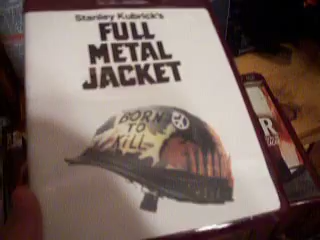 Stanley Kubrick's
FULL
METAL
JACKET
BORN
TO
KILL
R